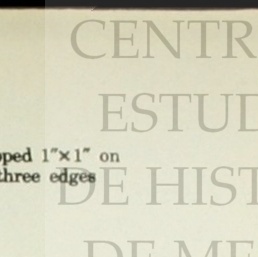 CENTR
ESTUD
pped 1″×1″ on
three edges
DE HIST
DE ME